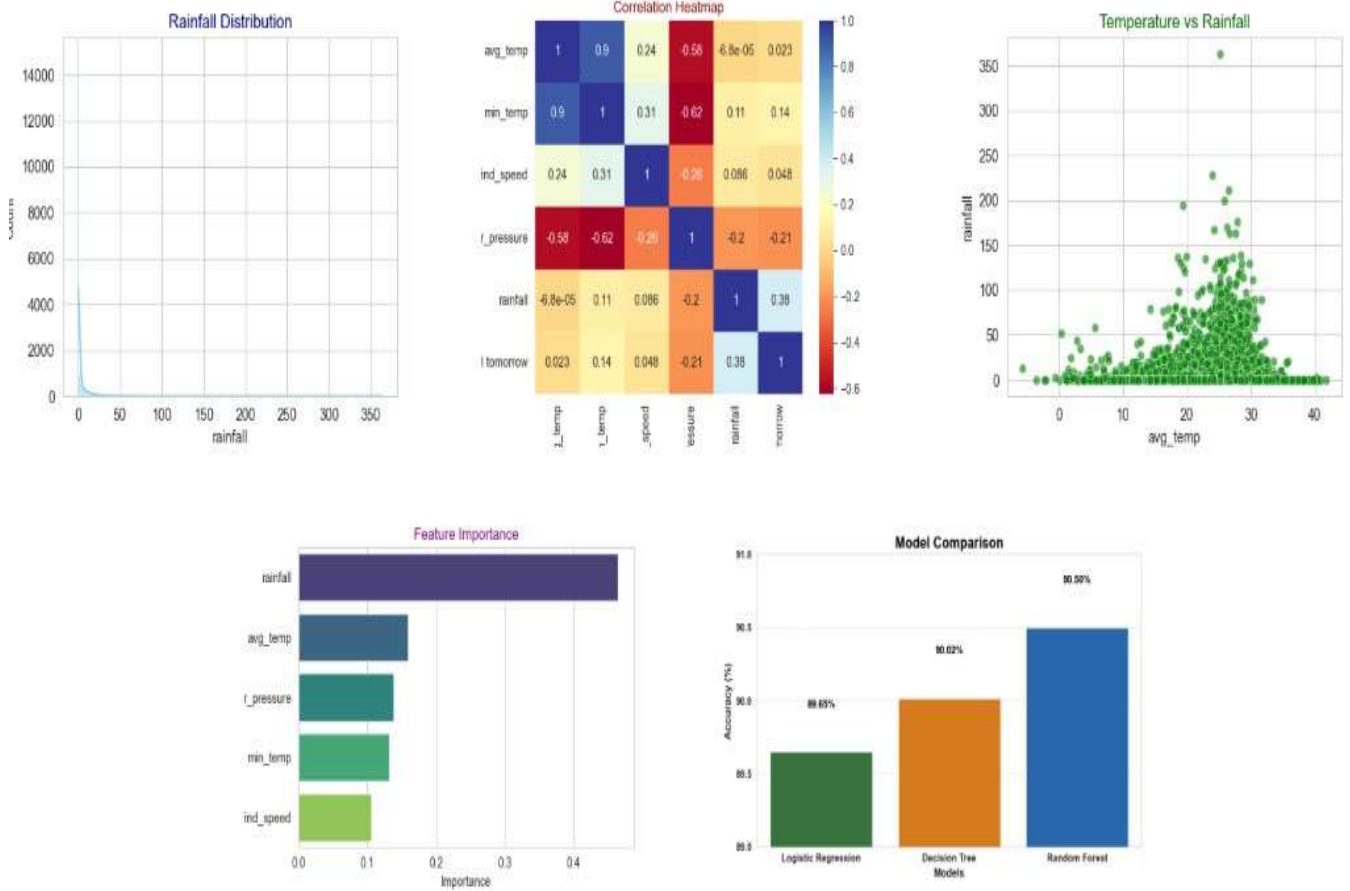 Rainfall Distribution
14000
12000
10000
8000
6000
4000
2000
0
0 50 100 150 200 250 300 350
rainfall
Correlation Heatmap
avg_temp 1 0.9 0.24 -0.58 -6.8e-05 0.023
min_temp 0.9 1 0.31 -0.62 0.11 0.14
ind_speed 0.24 0.31 1 -0.26 0.086 0.048
r_pressure -0.58 -0.62 -0.26 1 -0.2 -0.21
rainfall -6.8e-05 0.11 0.086 -0.2 1 0.38
l tomorrow 0.023 0.14 0.048 -0.21 0.38 1
_temp
_temp
_speed
essure
rainfall
morrow
1.0
0.8
0.6
0.4
0.2
0.0
-0.2
-0.4
-0.6
Temperature vs Rainfall
rainfall
350
300
250
200
150
100
50
0
0 10 20 30 40
avg_temp
Feature Importance
rainfall
avg_temp
r_pressure
min_temp
ind_speed
0.0 0.1 0.2 0.3 0.4
Importance
Model Comparison
Accuracy (%)
91.0
90.5
90.0
89.5
89.0
89.65%
90.02%
90.50%
Logistic Regression Decision Tree Random Forest
Models